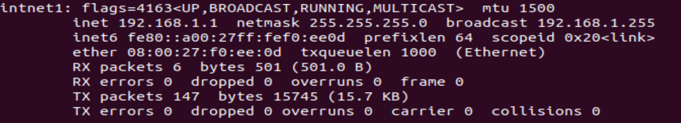 intnet1: flags=4163<UP,BROADCAST,RUNNING,MULTICAST>  mtu 1500
inet 192.168.1.1  netmask 255.255.255.0  broadcast 192.168.1.255
inet6 fe80::a00:27ff:fef0:ee0d  prefixlen 64  scopeid 0x20<link>
ether 08:00:27:f0:ee:0d  txqueuelen 1000  (Ethernet)
RX packets 6  bytes 501 (501.0 B)
RX errors 0  dropped 0  overruns 0  frame 0
TX packets 147  bytes 15745 (15.7 KB)
TX errors 0  dropped 0 overruns 0  carrier 0  collisions 0